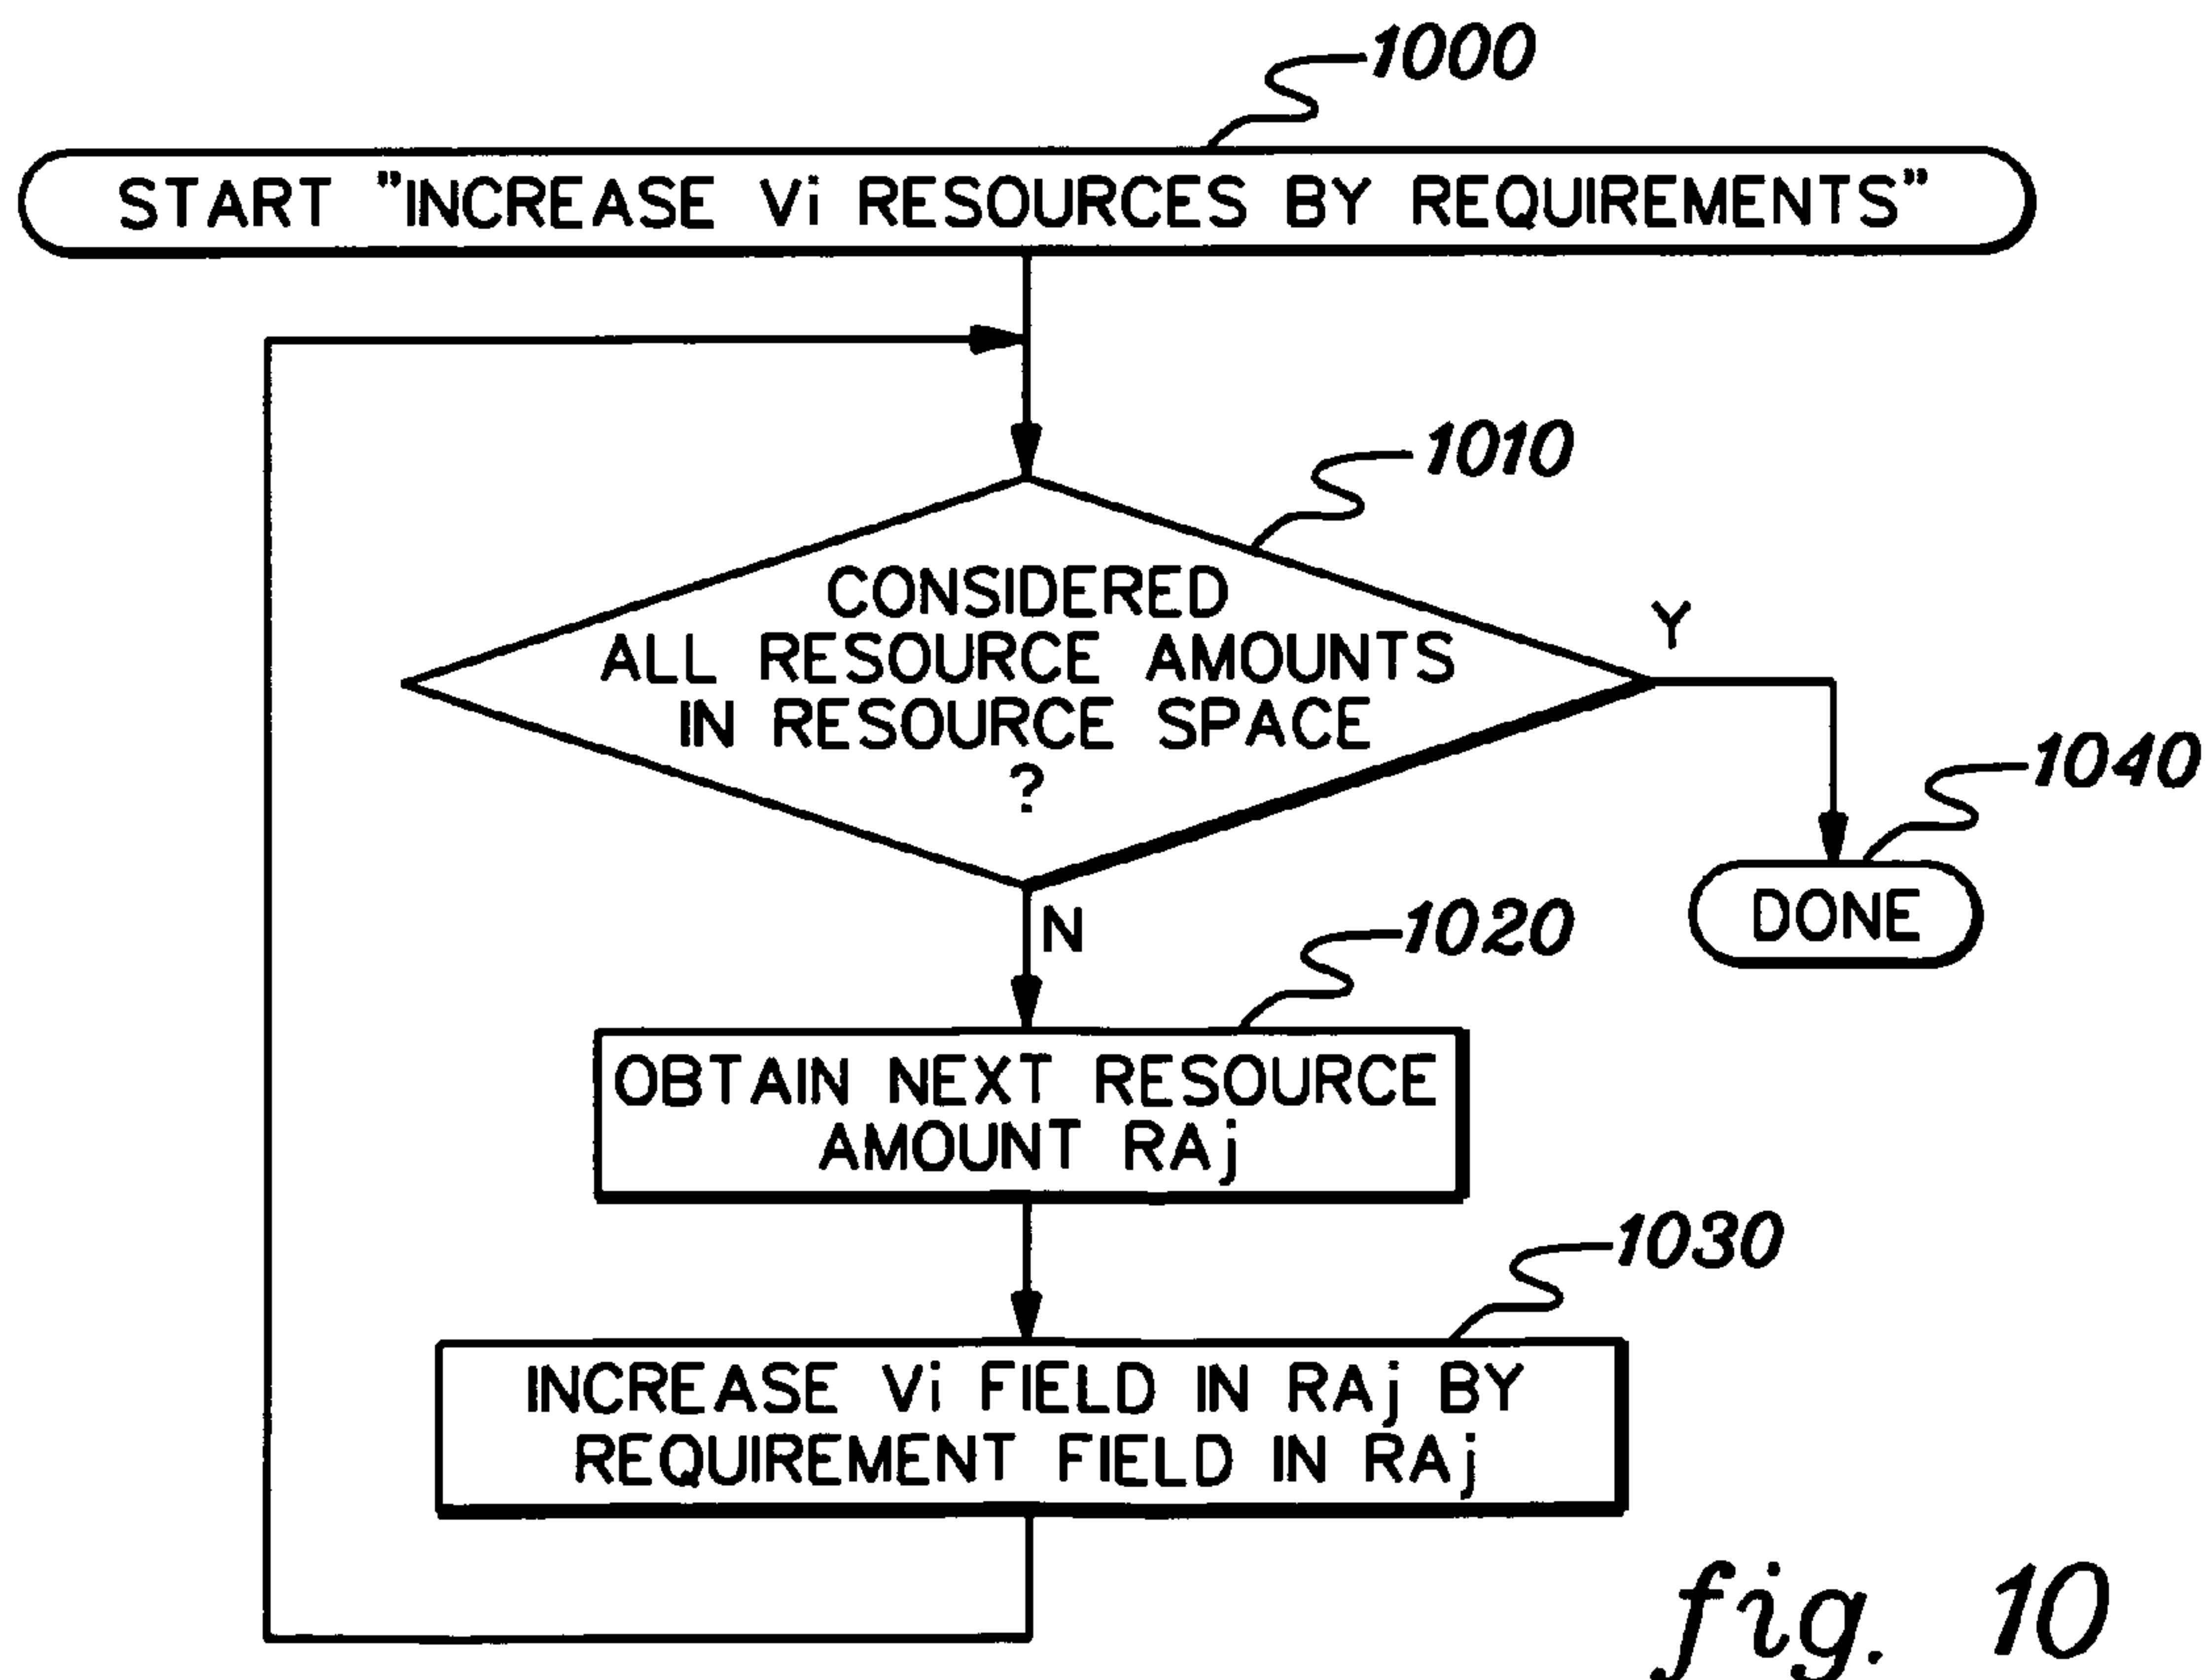 1000
START "INCREASE Vi RESOURCES BY REQUIREMENTS"
1010
CONSIDERED
ALL RESOURCE AMOUNTS
IN RESOURCE SPACE
?
Y
1040
DONE
N
1020
OBTAIN NEXT RESOURCE
AMOUNT RAj
1030
INCREASE Vi FIELD IN RAj BY
REQUIREMENT FIELD IN RAj
fig. 10